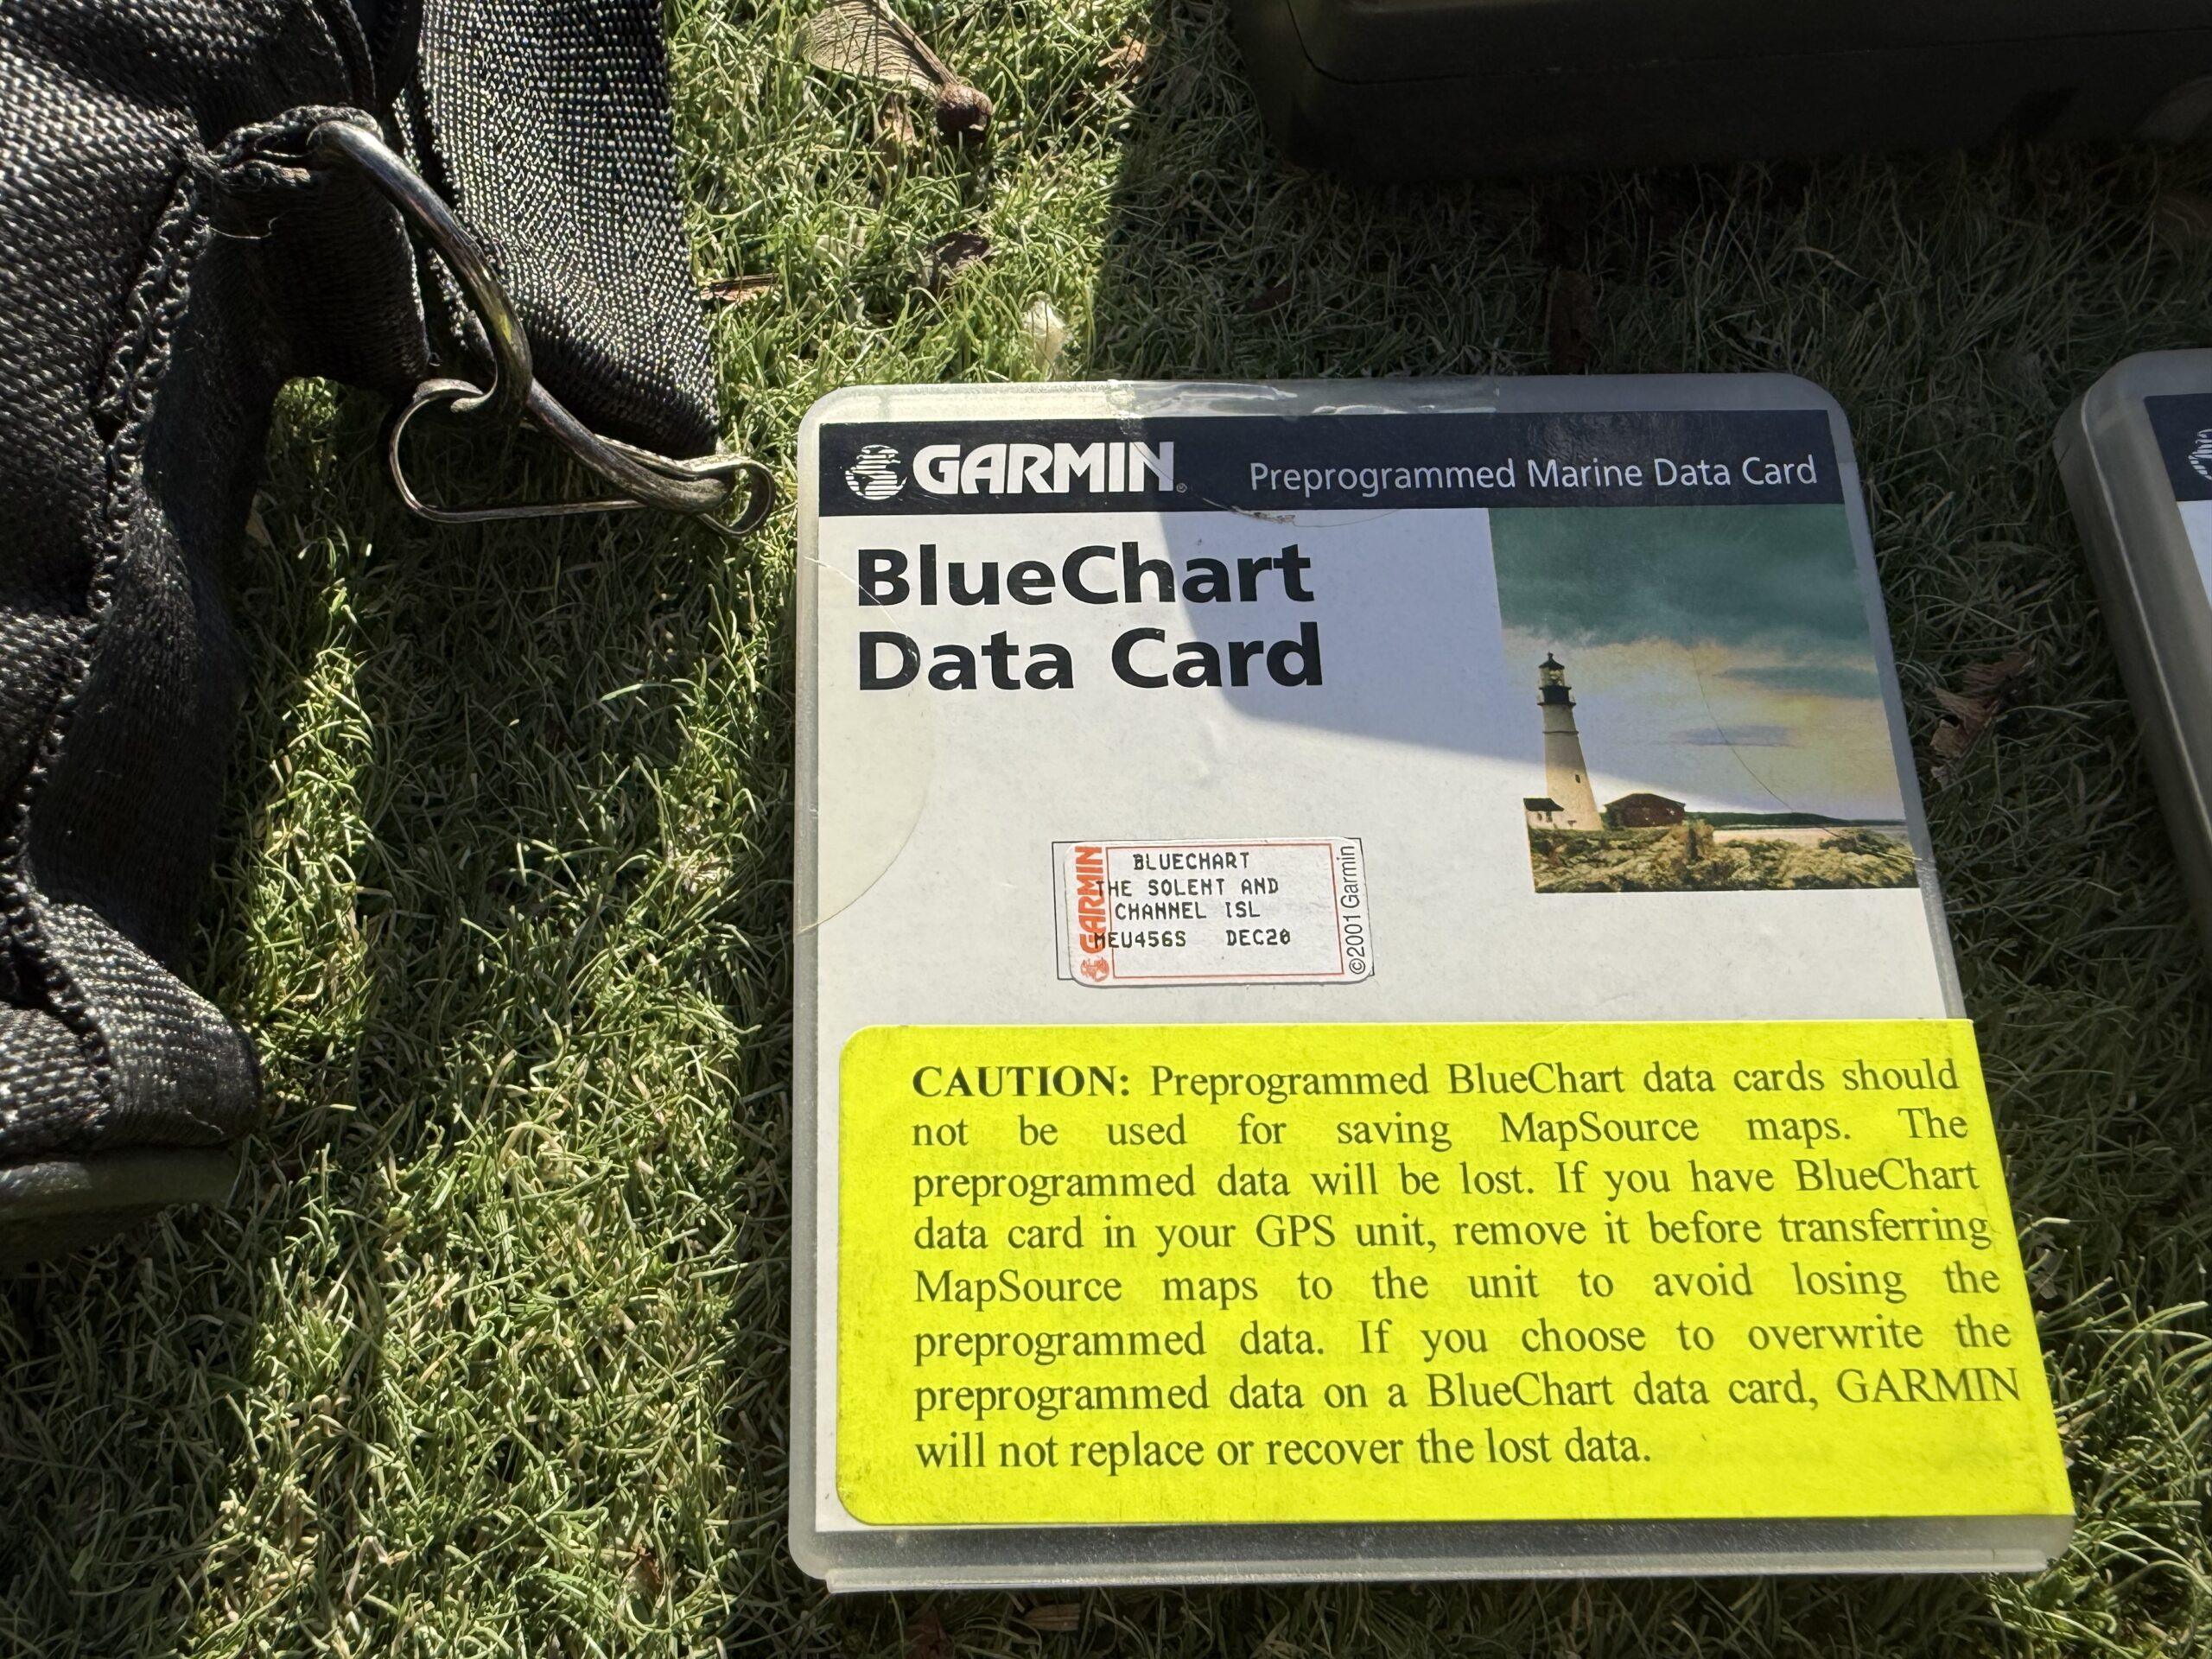 GARMIN®
Preprogrammed Marine Data Card
BlueChart
Data Card
GARMIN
BLUECHART
THE SOLENT AND
CHANNEL ISL
MEU456S DEC20
©2001 Garmin
CAUTION: Preprogrammed BlueChart data cards should
not be used for saving MapSource maps. The
preprogrammed data will be lost. If you have BlueChart
data card in your GPS unit, remove it before transferring
MapSource maps to the unit to avoid losing the
preprogrammed data. If you choose to overwrite the
preprogrammed data on a BlueChart data card, GARMIN
will not replace or recover the lost data.